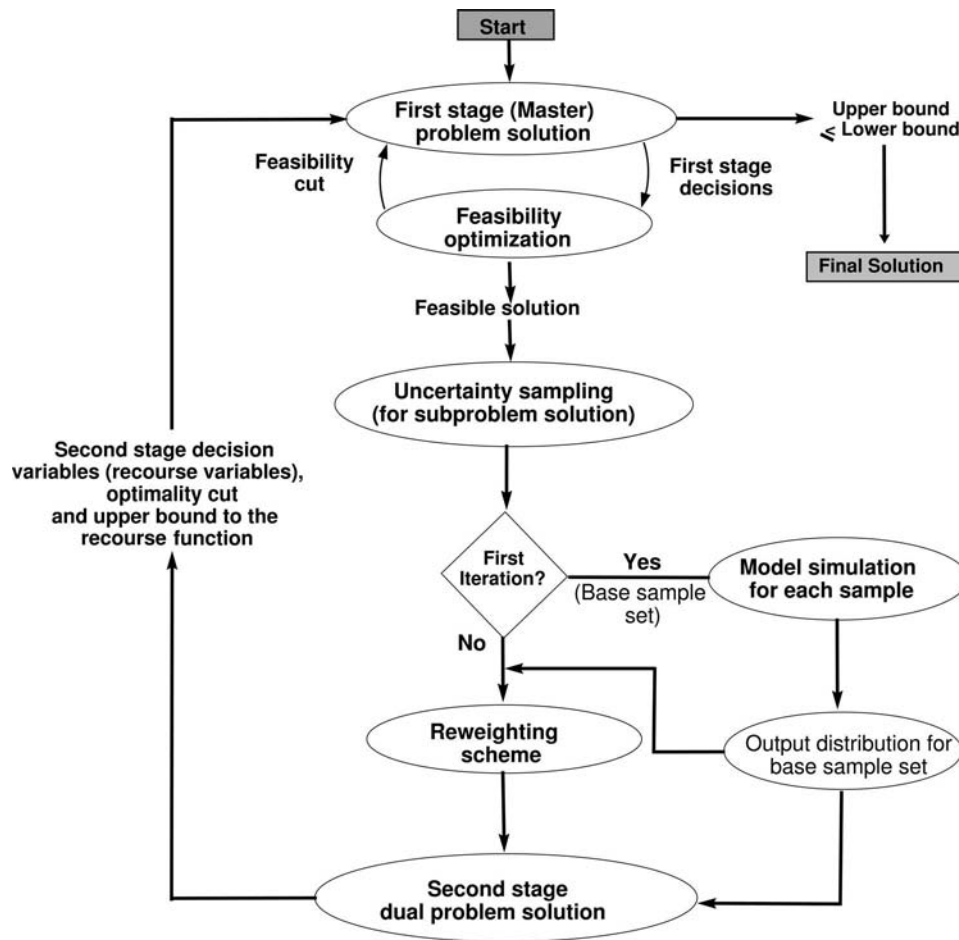 Start
First stage (Master)
problem solution
Upper bound
⩽ Lower bound
Feasibility
cut
First stage
decisions
Feasibility
optimization
Final Solution
Feasible solution
Uncertainty sampling
(for subproblem solution)
Second stage decision
variables (recourse variables),
optimality cut
and upper bound to the
recourse function
First
Iteration?
Yes
(Base sample
set)
Model simulation
for each sample
No
Reweighting
scheme
Output distribution for
base sample set
Second stage
dual problem solution